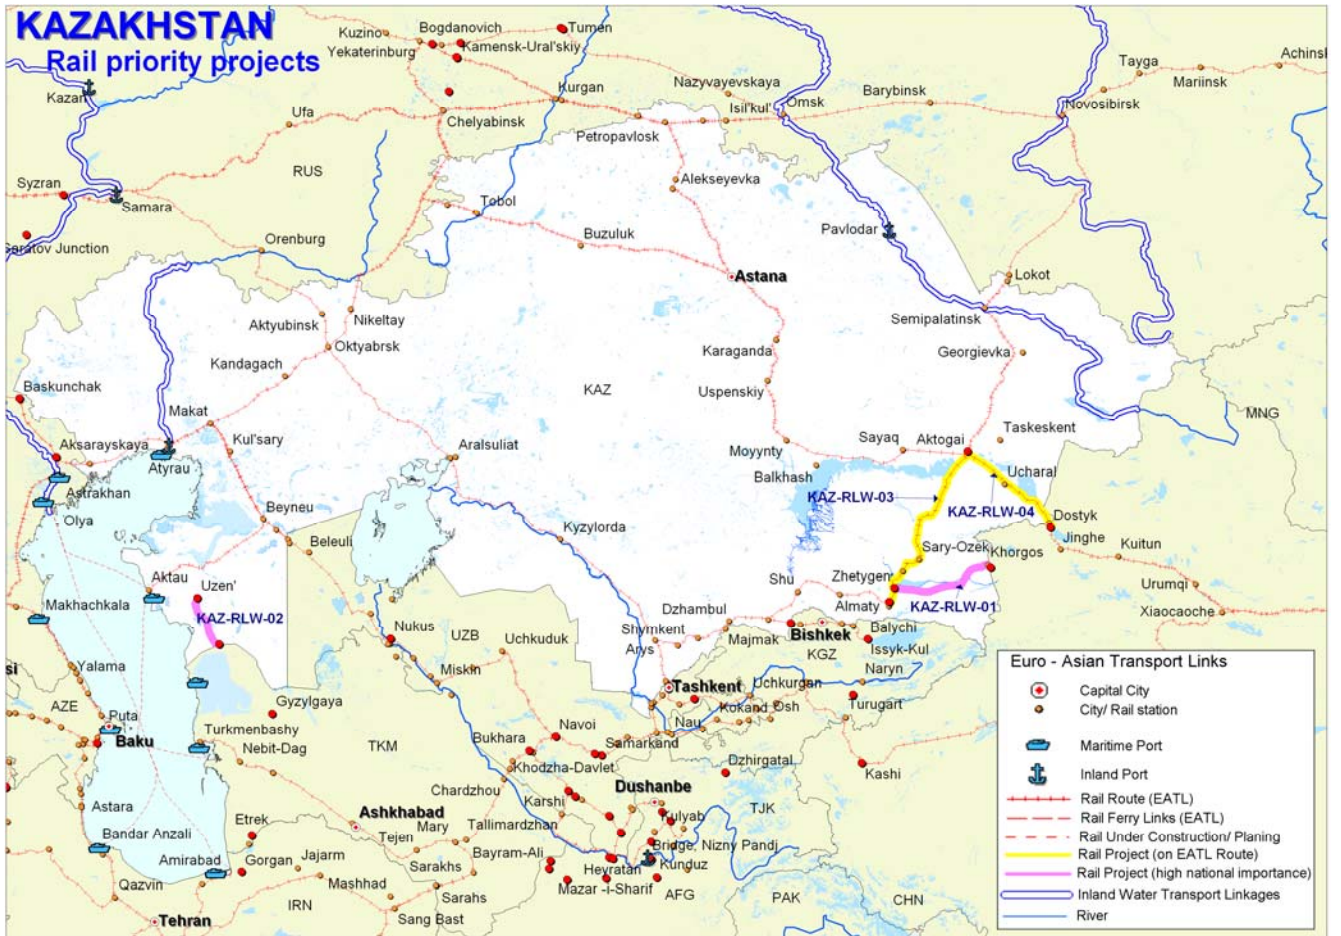 KAZAKHSTAN
Rail priority projects
Kuzino
Bogdanovich
Tumen
Yekaterinburg
Kamensk-Ural'skiy
Kazan
Kurgan
Nazyvayevskaya
Isil'kul'
Omsk
Barybinsk
Tayga
Mariinsk
Achinsk
Novosibirsk
Ufa
Chelyabinsk
Petropavlosk
RUS
Syzran
Samara
Alekseyevka
Tobol
Buzuluk
Pavlodar
Saratov Junction
Orenburg
Astana
Lokot
Aktyubinsk
Nikeltay
Semipalatinsk
Oktyabrsk
Karaganda
Georgievka
Kandagach
Uspenskiy
KAZ
Baskunchak
Makat
MNG
Kul'sary
Aksarayskaya
Aralsuliat
Moyynty
Sayaq
Aktogai
Taskeskent
Atyrau
Balkhash
Ucharal
Astrakhan
KAZ-RLW-03
KAZ-RLW-04
Olya
Beyneu
Kyzylorda
Dostyk
Beleuli
Sary-Ozek
Khorgos
Jinghe
Kuitun
Aktau
Uzen'
Shu
Zhetygen
Urumqi
Makhachkala
KAZ-RLW-02
Almaty
KAZ-RLW-01
Xiaocaoche
Dzhambul
Nukus
UZB
Uchkuduk
Shymkent
Arys
Majmak
Bishkek
Balychi
Issyk-Kul
KGZ
si
Yalama
Miskin
Naryn
Tashkent
Uchkurgan
AZE
Puta
Gyzylgaya
Kokand
Osh
Turugart
Baku
Turkmenbashy
Navoi
Nau
Nebit-Dag
TKM
Bukhara
Samarkand
Khodzha-Davlet
Dzhirgatal
Kashi
Chardzhou
Dushanbe
Astara
Ashkhabad
Karshi
TJK
Etrek
Mary
Tallimardzhan
Kulyab
Bandar Anzali
Tejen
Bridge, Nizny Pandj
Amirabad
Gorgan
Jajarm
Bayram-Ali
Sarakhs
Heyratan
Kunduz
Qazvin
Mashhad
Sarahs
Mazar -I-Sharif
AFG
PAK
CHN
IRN
Sang Bast
Tehran
Euro - Asian Transport Links
Capital City
City/ Rail station
Maritime Port
Inland Port
Rail Route (EATL)
Rail Ferry Links (EATL)
Rail Under Construction/ Planing
Rail Project (on EATL Route)
Rail Project (high national importance)
Inland Water Transport Linkages
River